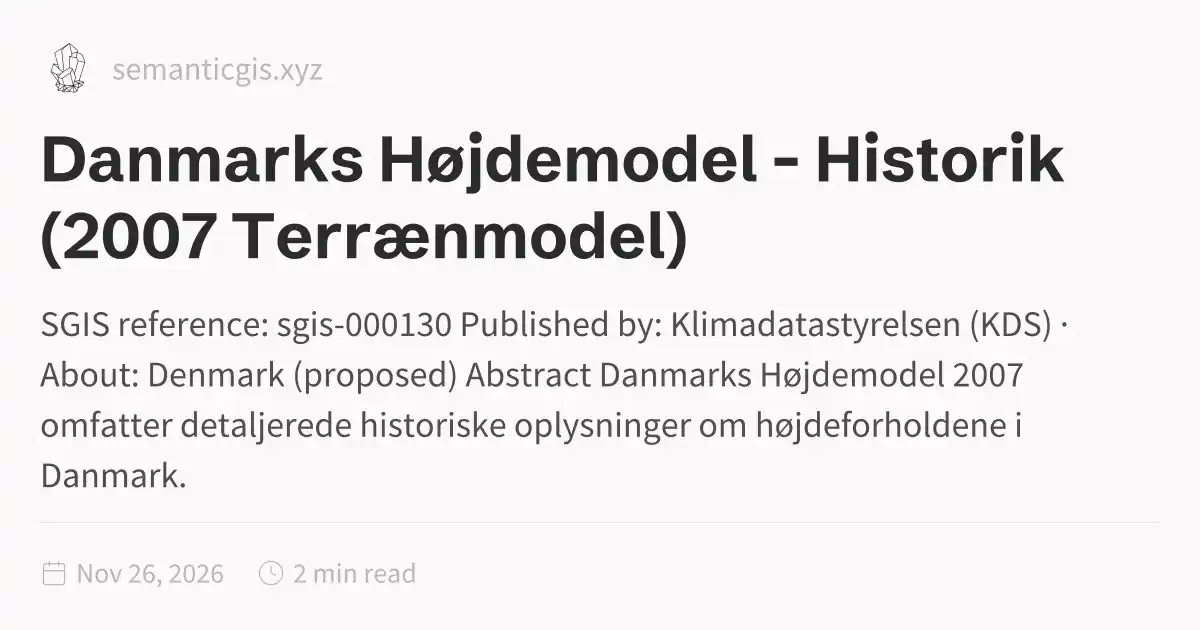 semanticgis.xyz
Danmarks Højdemodel - Historik
(2007 Terrænmodel)
SGIS reference: sgis-000130 Published by: Klimadatastyrelsen (KDS) ·
About: Denmark (proposed) Abstract Danmarks Højdemodel 2007
omfatter detaljerede historiske oplysninger om højdeforholdene i
Danmark.
Nov 26, 2026 2 min read